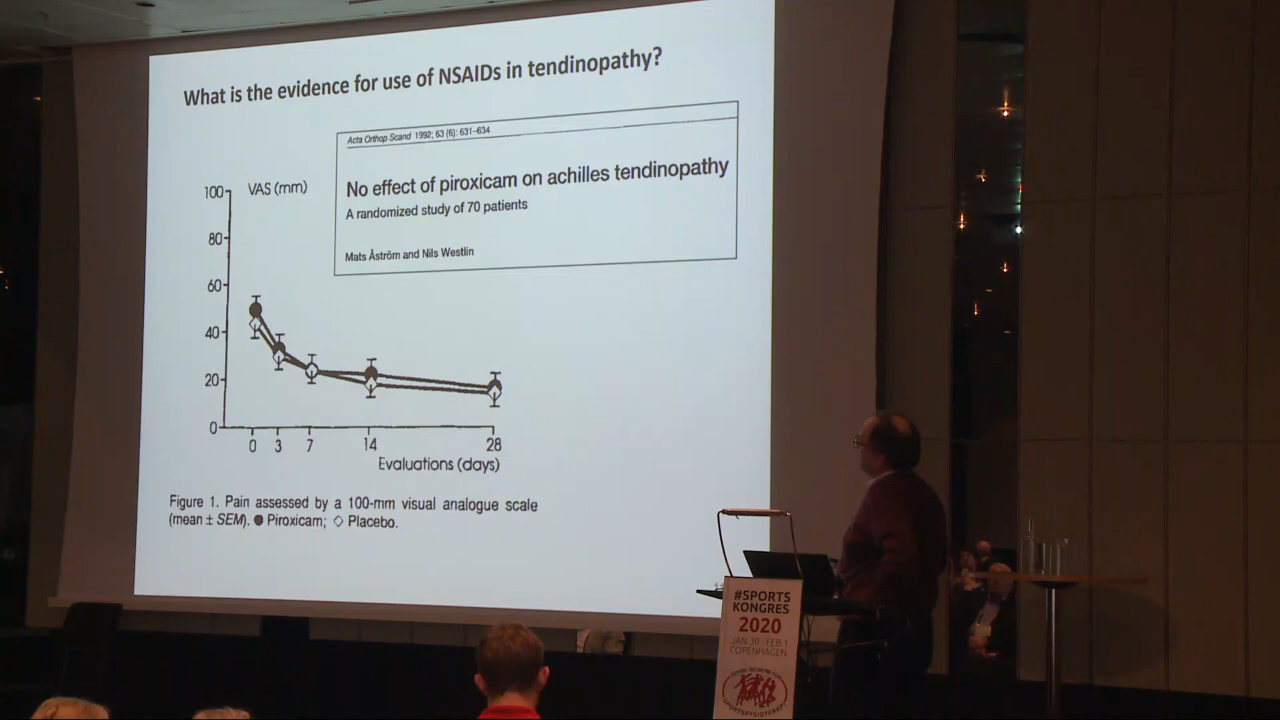 What is the evidence for use of NSAIDs in tendinopathy?
Acta Orthop Scand 1992; 63 (6): 631–634
No effect of piroxicam on achilles tendinopathy
A randomized study of 70 patients
Mats Åström and Nils Westlin
VAS (mm)
100
80
60
40
20
0
0 3 7 14 28
Evaluations (days)
Figure 1. Pain assessed by a 100-mm visual analogue scale
(mean ± SEM). ● Piroxicam; ◇ Placebo.
#SPORTS
KONGRES
2020
JAN 30 - FEB 1
COPENHAGEN